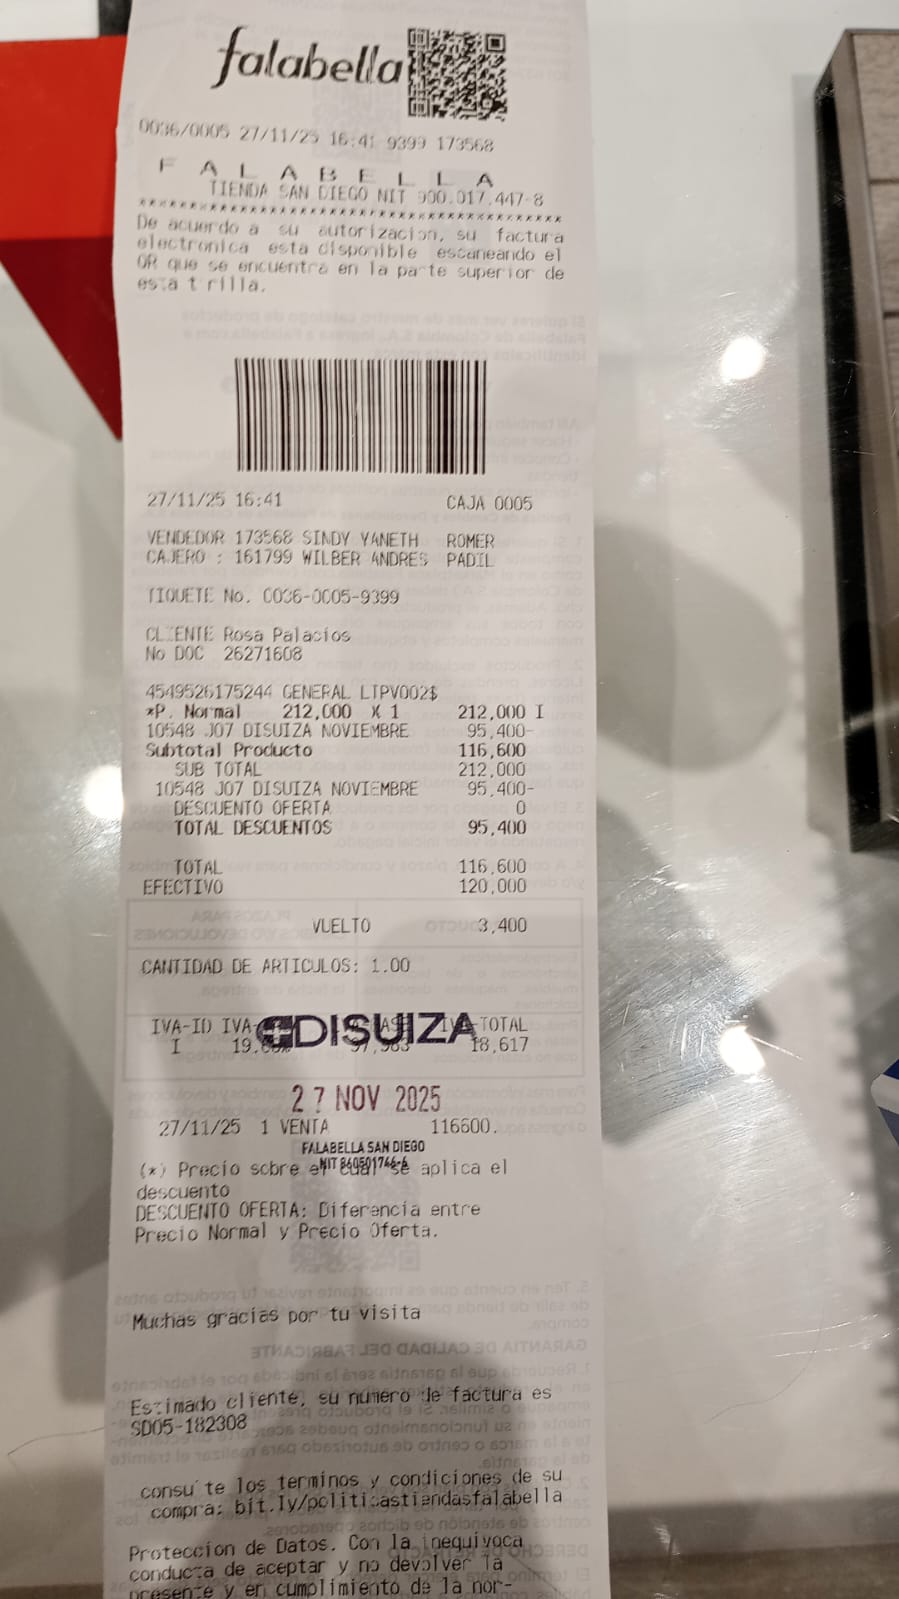 falabella
0036/0005 27/11/25 16:41 9399 173568
F A L A B E L L A
TIENDA SAN DIEGO NIT 900.017.447-8
De acuerdo a su autorizacion, su factura
electronica esta disponible escaneando el
QR que se encuentra en la parte superior de
esta tirilla.
27/11/25 16:41 CAJA 0005
VENDEDOR 173568 SINDY YANETH ROMER
CAJERO : 161799 WILBER ANDRES PADIL
TIQUETE No. 0036-0005-9399
CLIENTE Rosa Palacios
No DOC 26271608
4549526175244 GENERAL LTPV002$
*P. Normal 212,000 X 1 212,000 I
10548 J07 DISUIZA NOVIEMBRE 95,400-
Subtotal Producto 116,600
SUB TOTAL 212,000
10548 J07 DISUIZA NOVIEMBRE 95,400-
DESCUENTO OFERTA 0
TOTAL DESCUENTOS 95,400
TOTAL 116,600
EFECTIVO 120,000
VUELTO 3,400
CANTIDAD DE ARTICULOS: 1.00
IVA-ID IVA- TOTAL
DISUIZA
I 18,617
27 NOV 2025
27/11/25 1 VENTA 116600.
FALABELLA SAN DIEGO
(*) Precio sobre el cual se aplica el
descuento
DESCUENTO OFERTA: Diferencia entre
Precio Normal y Precio Oferta.
Muchas gracias por tu visita
Estimado cliente, su numero de factura es
SD05-182308
consulte los terminos y condiciones de su
compra: bit.ly/politicastiendasfalabella
Proteccion de Datos. Con la inequivoca
conducta de aceptar y no devolver la
presente y en cumplimiento de la nor-